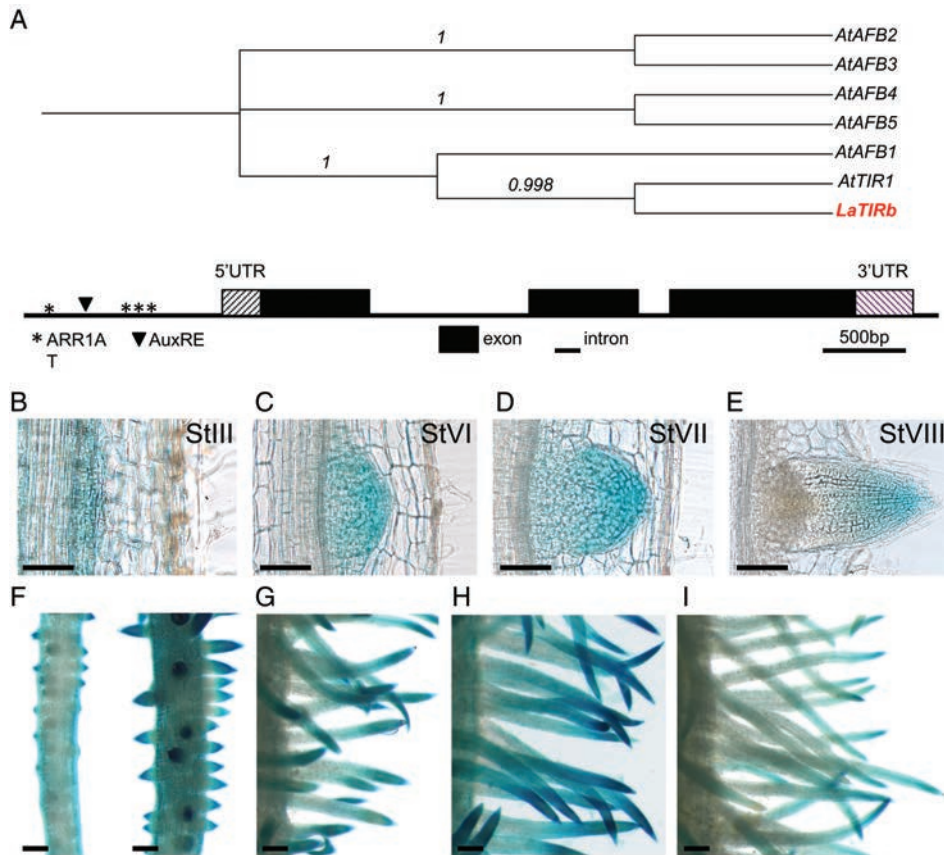 A
1
AtAFB2
AtAFB3
1
AtAFB4
AtAFB5
1
AtAFB1
0.998
AtTIR1
LaTIRb
5'UTR
3'UTR
* * * *
* ARR1A
T
▼ AuxRE
exon
intron
500bp
B
StIII
C
StVI
D
StVII
E
StVIII
F
G
H
I